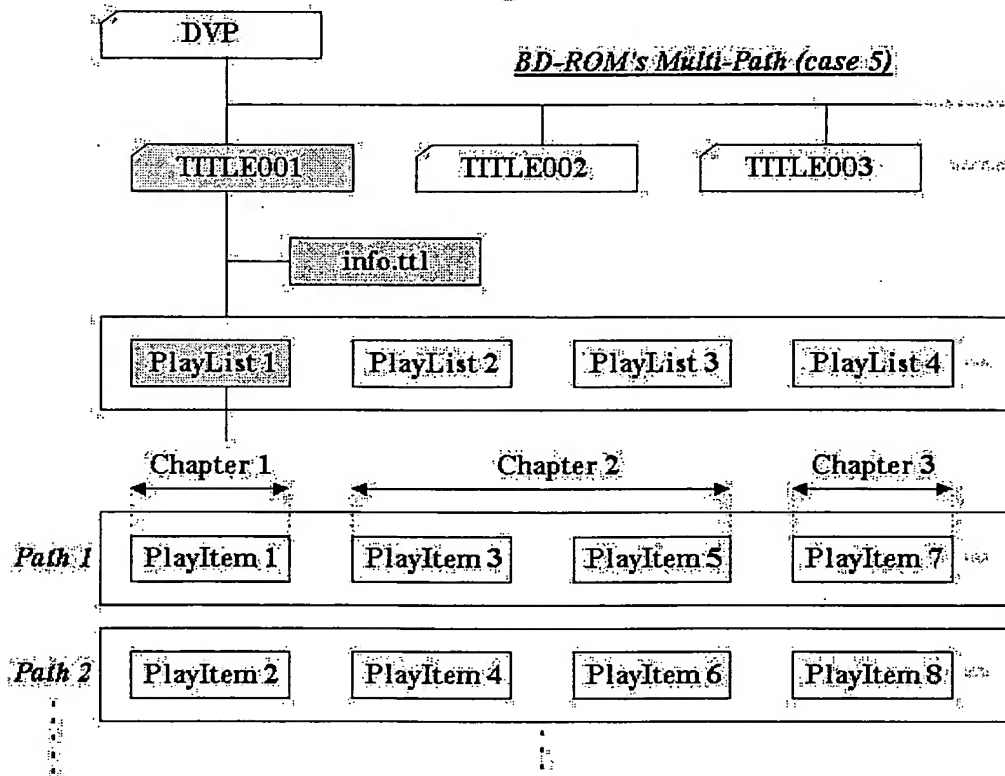 DVP
BD-ROM's Multi-Path (case 5)
TITLE001 TITLE002 TITLE003
info.ttl
PlayList 1 PlayList 2 PlayList 3 PlayList 4
Chapter 1 Chapter 2 Chapter 3
Path 1 PlayItem 1 PlayItem 3 PlayItem 5 PlayItem 7
Path 2 PlayItem 2 PlayItem 4 PlayItem 6 PlayItem 8